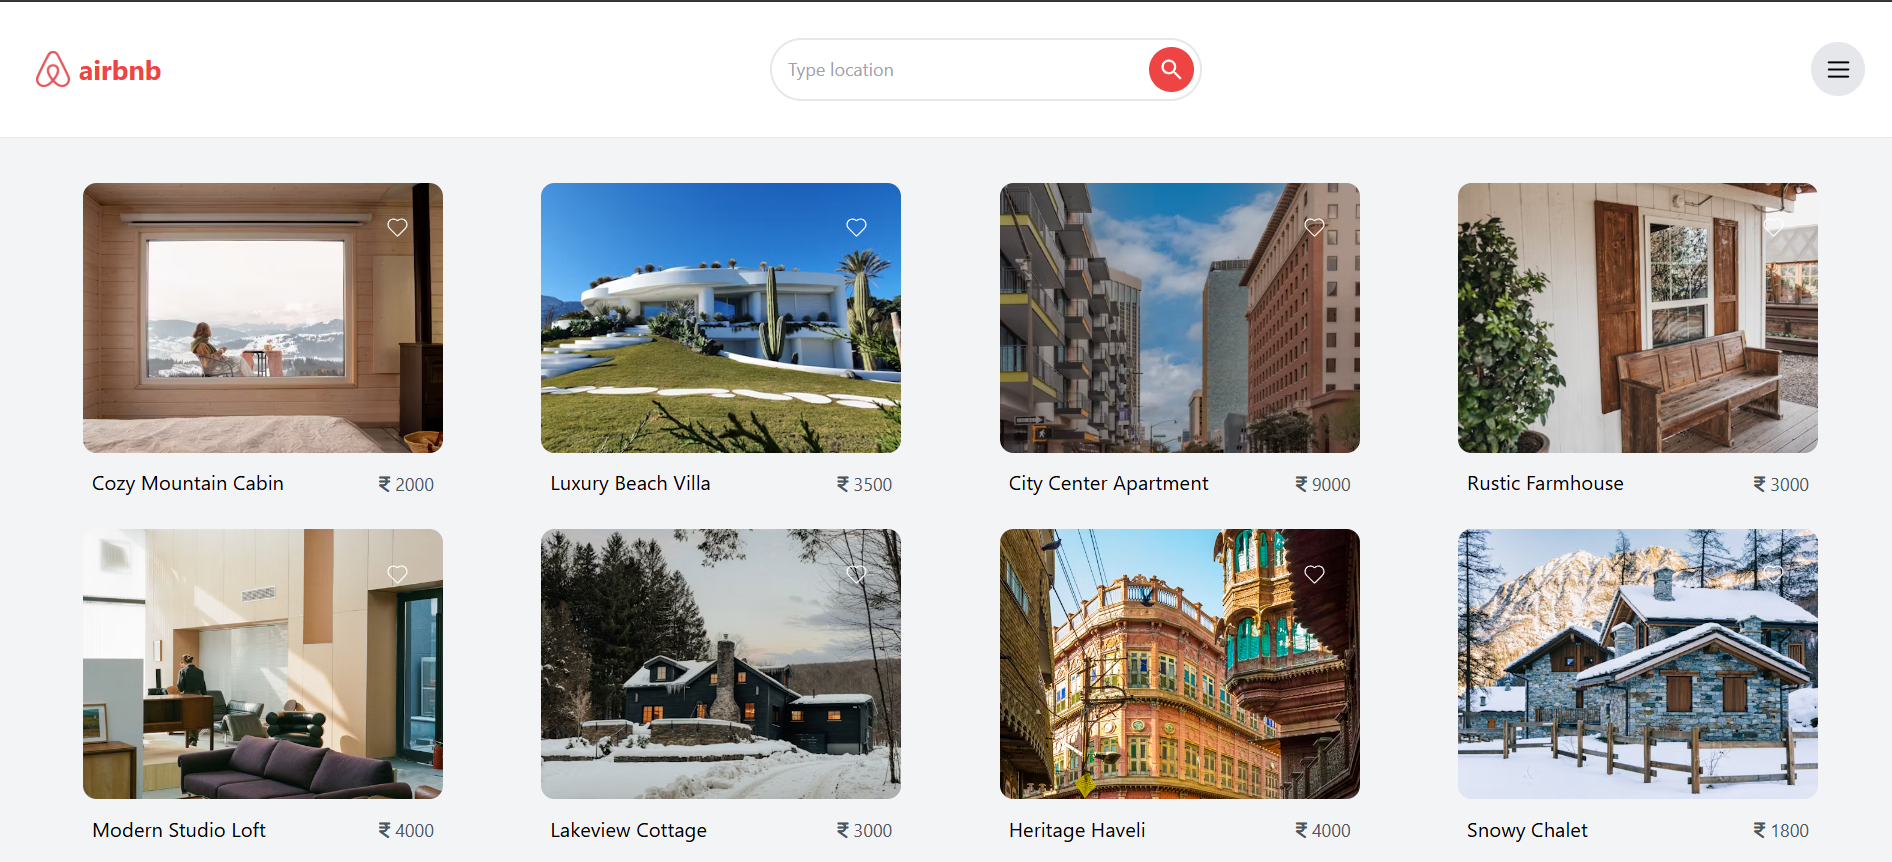 airbnb
Type location
Cozy Mountain Cabin ₹ 2000
Luxury Beach Villa ₹ 3500
City Center Apartment ₹ 9000
Rustic Farmhouse ₹ 3000
Modern Studio Loft ₹ 4000
Lakeview Cottage ₹ 3000
Heritage Haveli ₹ 4000
Snowy Chalet ₹ 1800